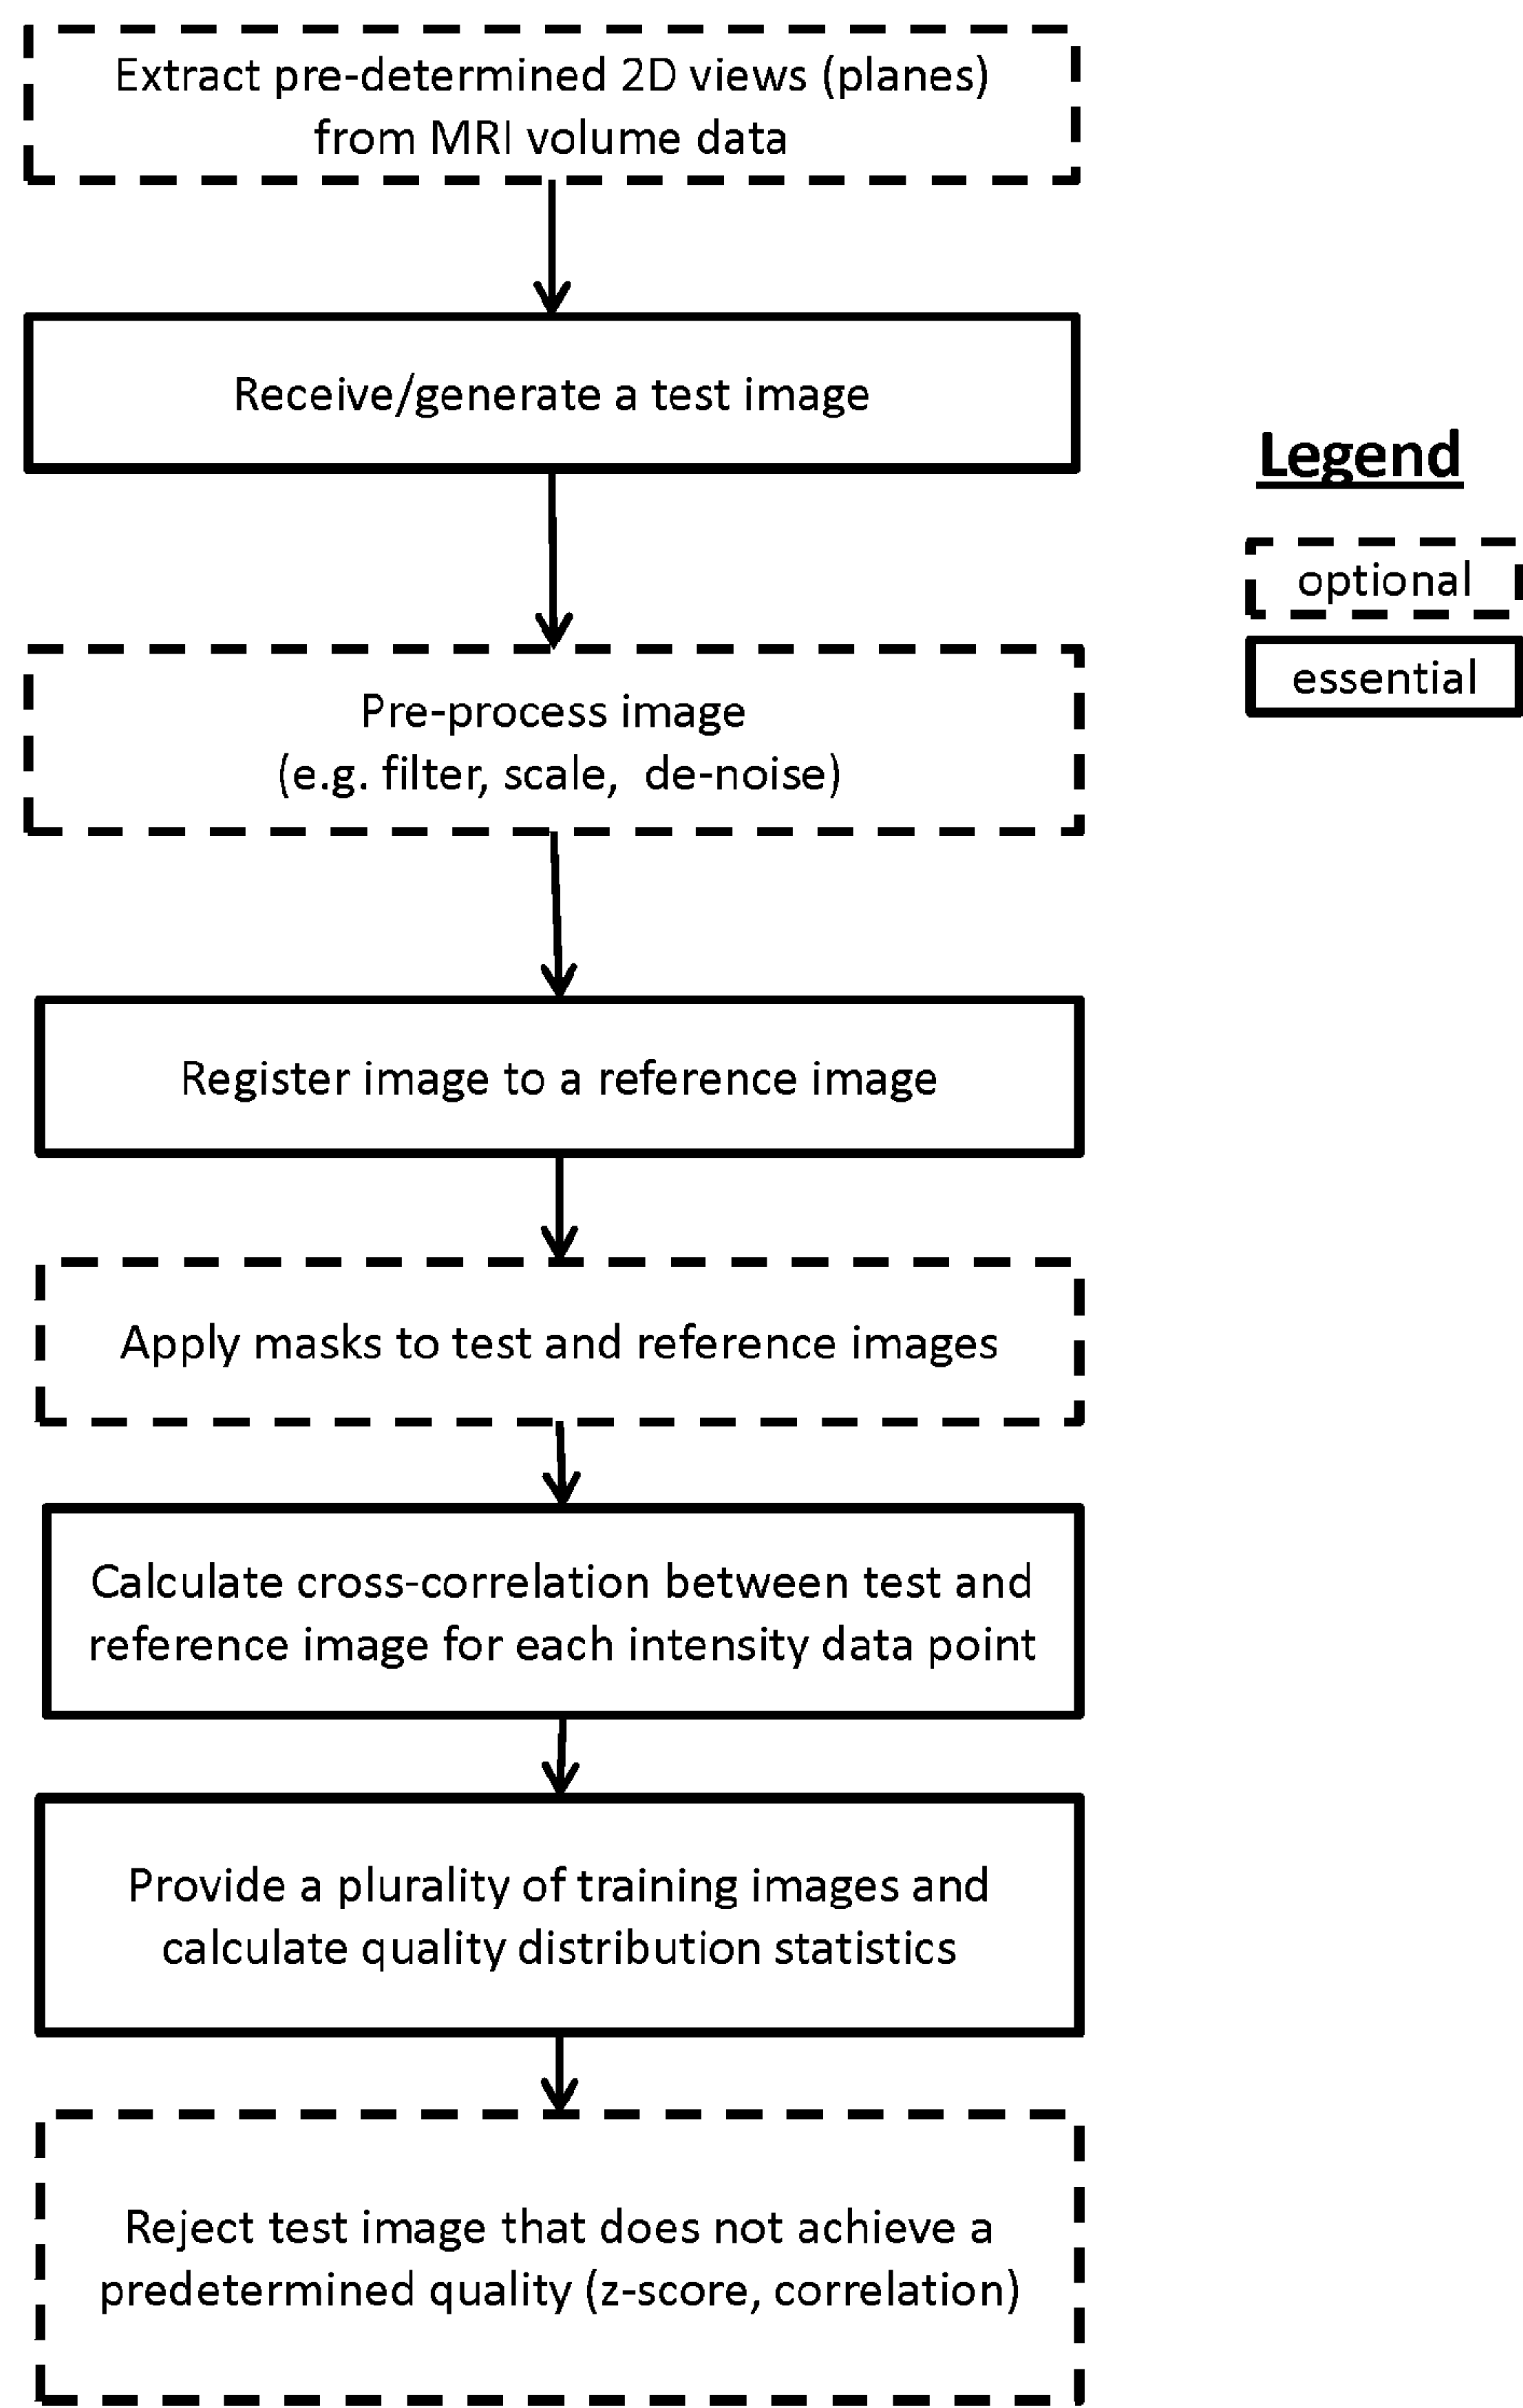 Extract pre-determined 2D views (planes)
from MRI volume data
Receive/generate a test image
Legend
optional
essential
Pre-process image
(e.g. filter, scale, de-noise)
Register image to a reference image
Apply masks to test and reference images
Calculate cross-correlation between test and
reference image for each intensity data point
Provide a plurality of training images and
calculate quality distribution statistics
Reject test image that does not achieve a
predetermined quality (z-score, correlation)